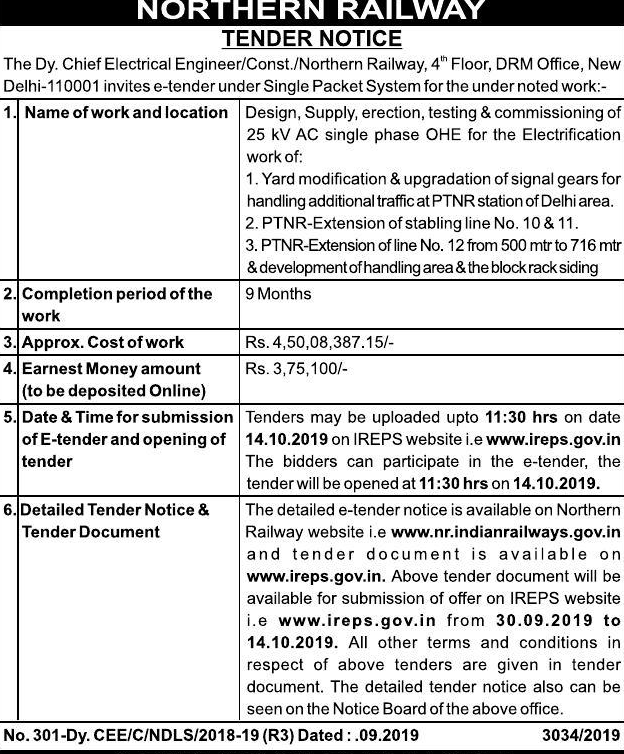 NORTHERN RAILWAY
TENDER NOTICE
The Dy. Chief Electrical Engineer/Const./Northern Railway, 4th Floor, DRM Office, New
Delhi-110001 invites e-tender under Single Packet System for the under noted work:-
1. Name of work and location
Design, Supply, erection, testing & commissioning of
25 kV AC single phase OHE for the Electrification
work of:
1. Yard modification & upgradation of signal gears for
handling additional traffic at PTNR station of Delhi area.
2. PTNR-Extension of stabling line No. 10 & 11.
3. PTNR-Extension of line No. 12 from 500 mtr to 716 mtr
& development of handling area & the block rack siding
2. Completion period of the
work
9 Months
3. Approx. Cost of work
Rs. 4,50,08,387.15/-
4. Earnest Money amount
(to be deposited Online)
Rs. 3,75,100/-
5. Date & Time for submission
of E-tender and opening of
tender
Tenders may be uploaded upto 11:30 hrs on date
14.10.2019 on IREPS website i.e www.ireps.gov.in
The bidders can participate in the e-tender, the
tender will be opened at 11:30 hrs on 14.10.2019.
6. Detailed Tender Notice &
Tender Document
The detailed e-tender notice is available on Northern
Railway website i.e www.nr.indianrailways.gov.in
and tender document is available on
www.ireps.gov.in. Above tender document will be
available for submission of offer on IREPS website
i.e www.ireps.gov.in from 30.09.2019 to
14.10.2019. All other terms and conditions in
respect of above tenders are given in tender
document. The detailed tender notice also can be
seen on the Notice Board of the above office.
No. 301-Dy. CEE/C/NDLS/2018-19 (R3) Dated : .09.2019 3034/2019